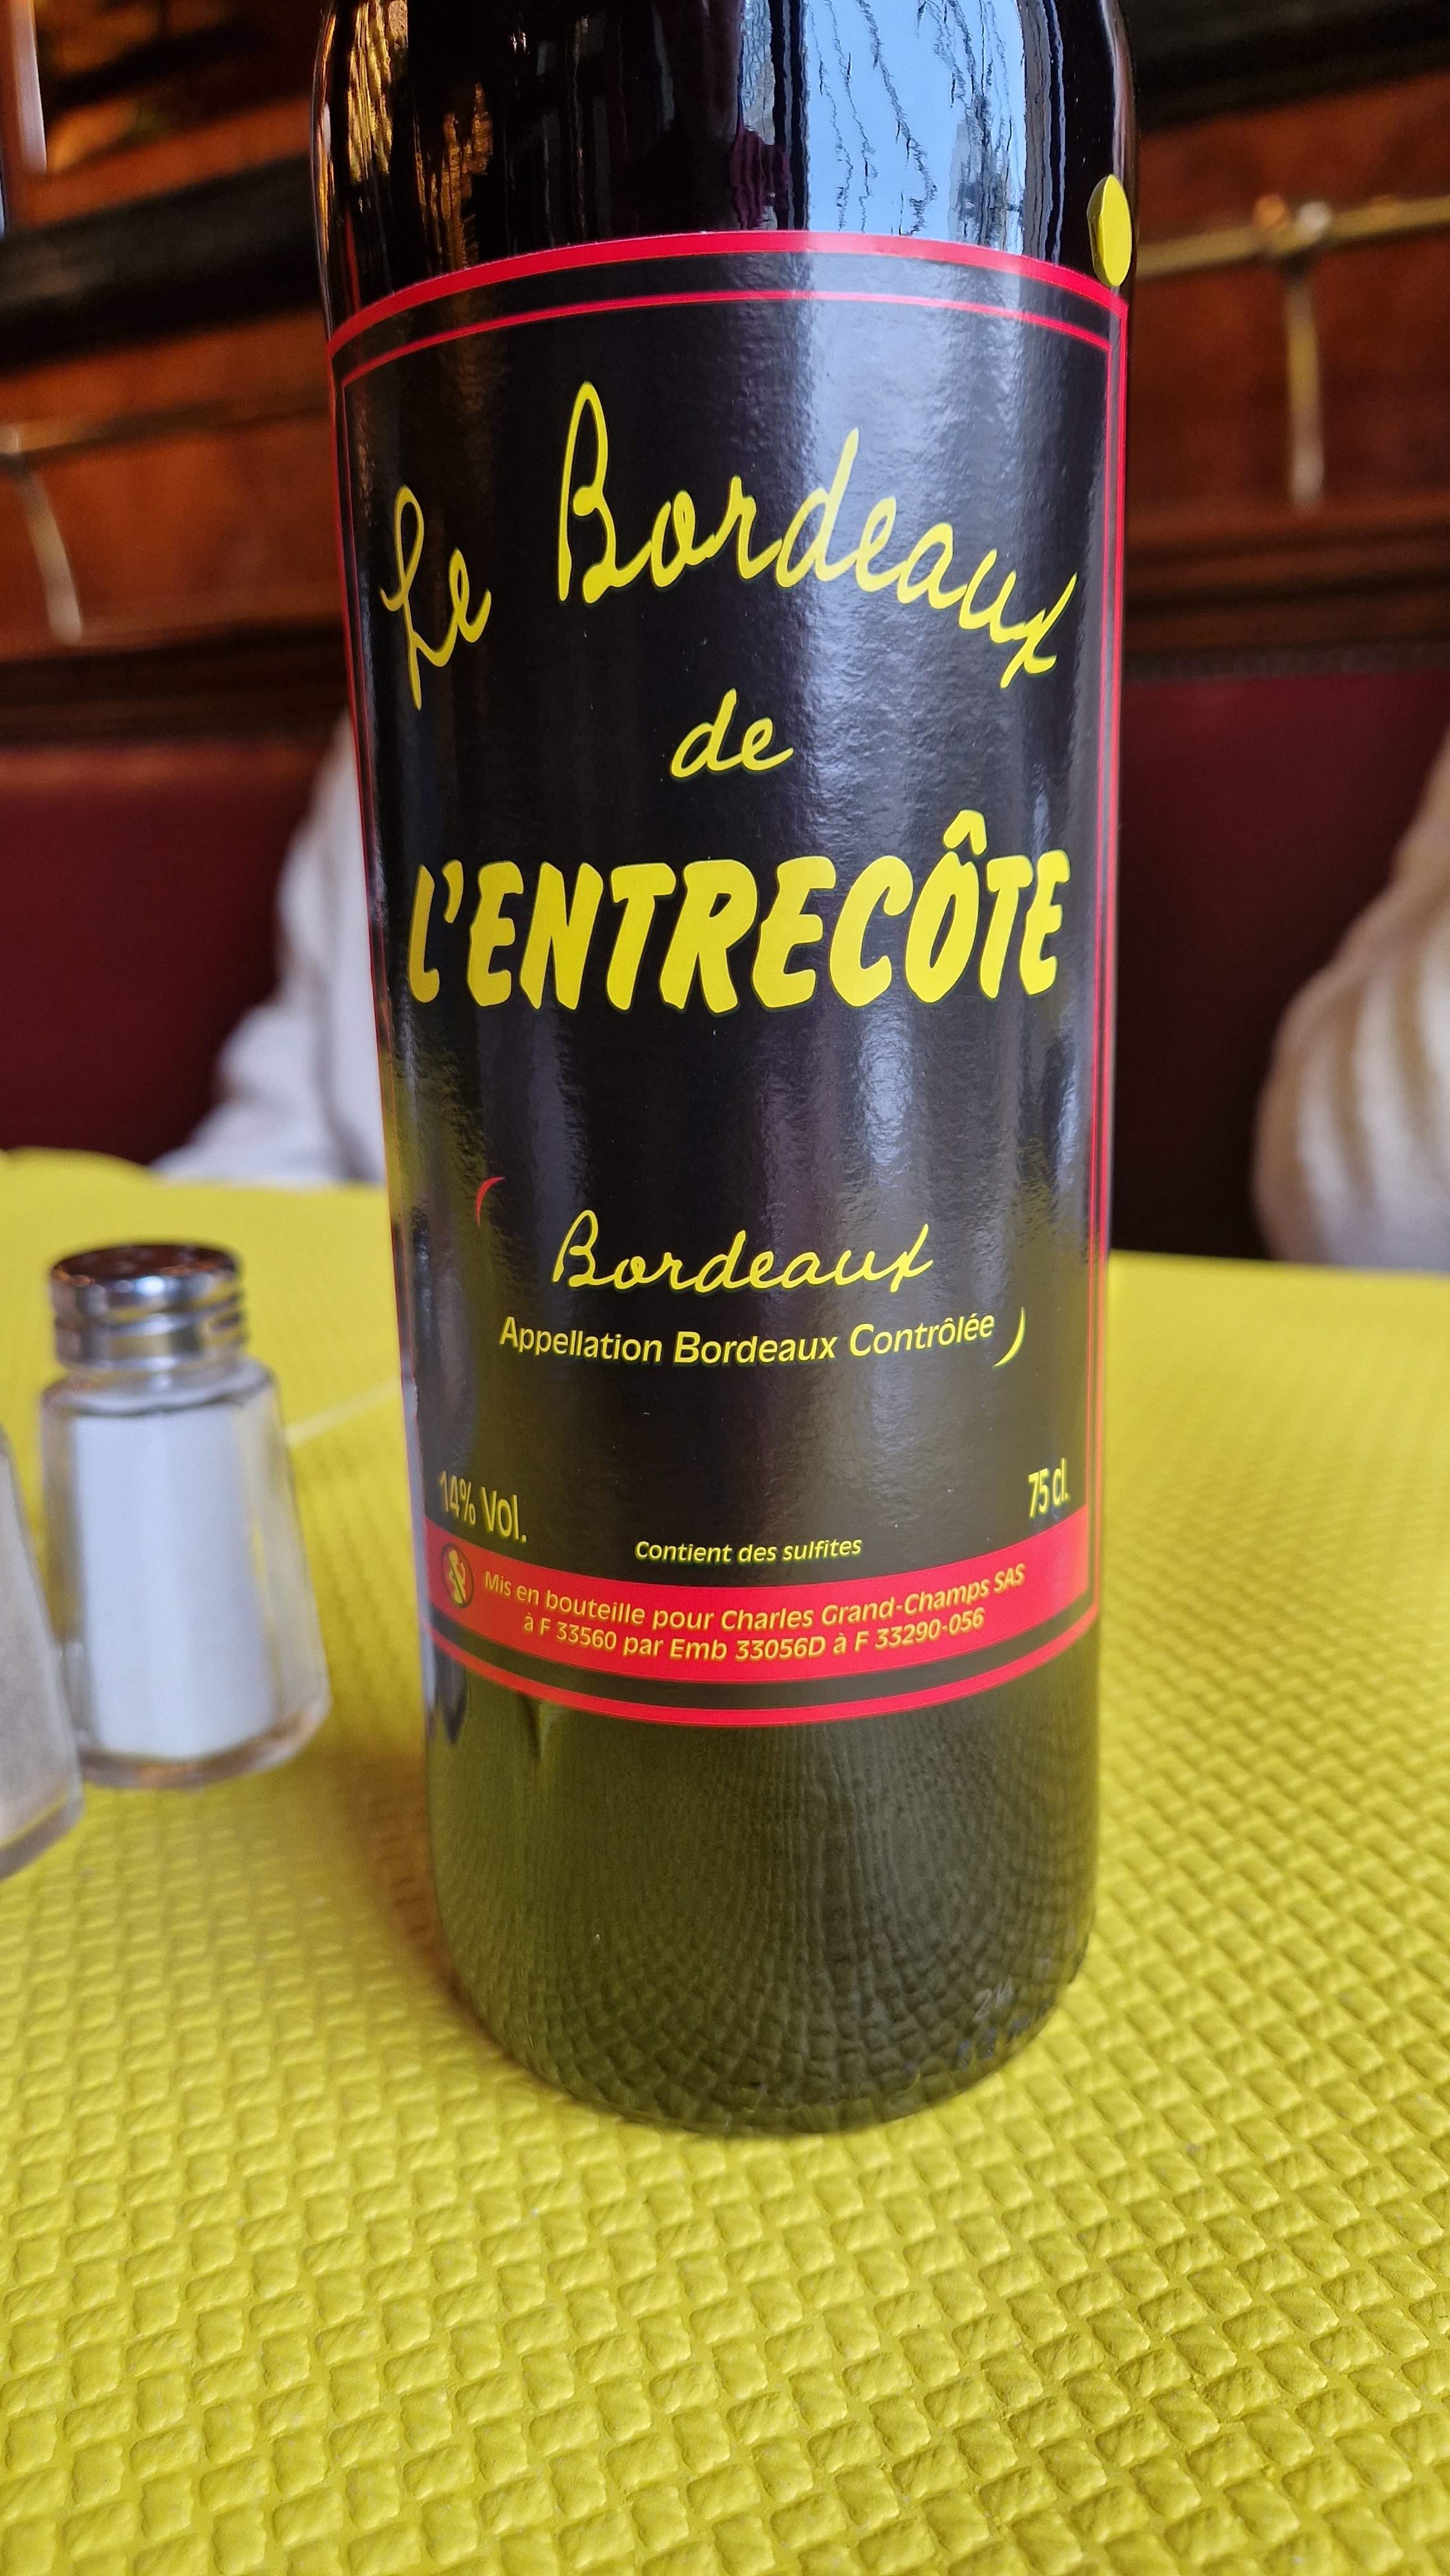 Le Bordeaux
de
L'ENTRECÔTE
Bordeaux
Appellation Bordeaux Contrôlée
14% Vol.
75 cl.
Contient des sulfites
Mis en bouteille pour Charles Grand-Champs SAS
à F 33560 par Emb 33056D à F 33290-056